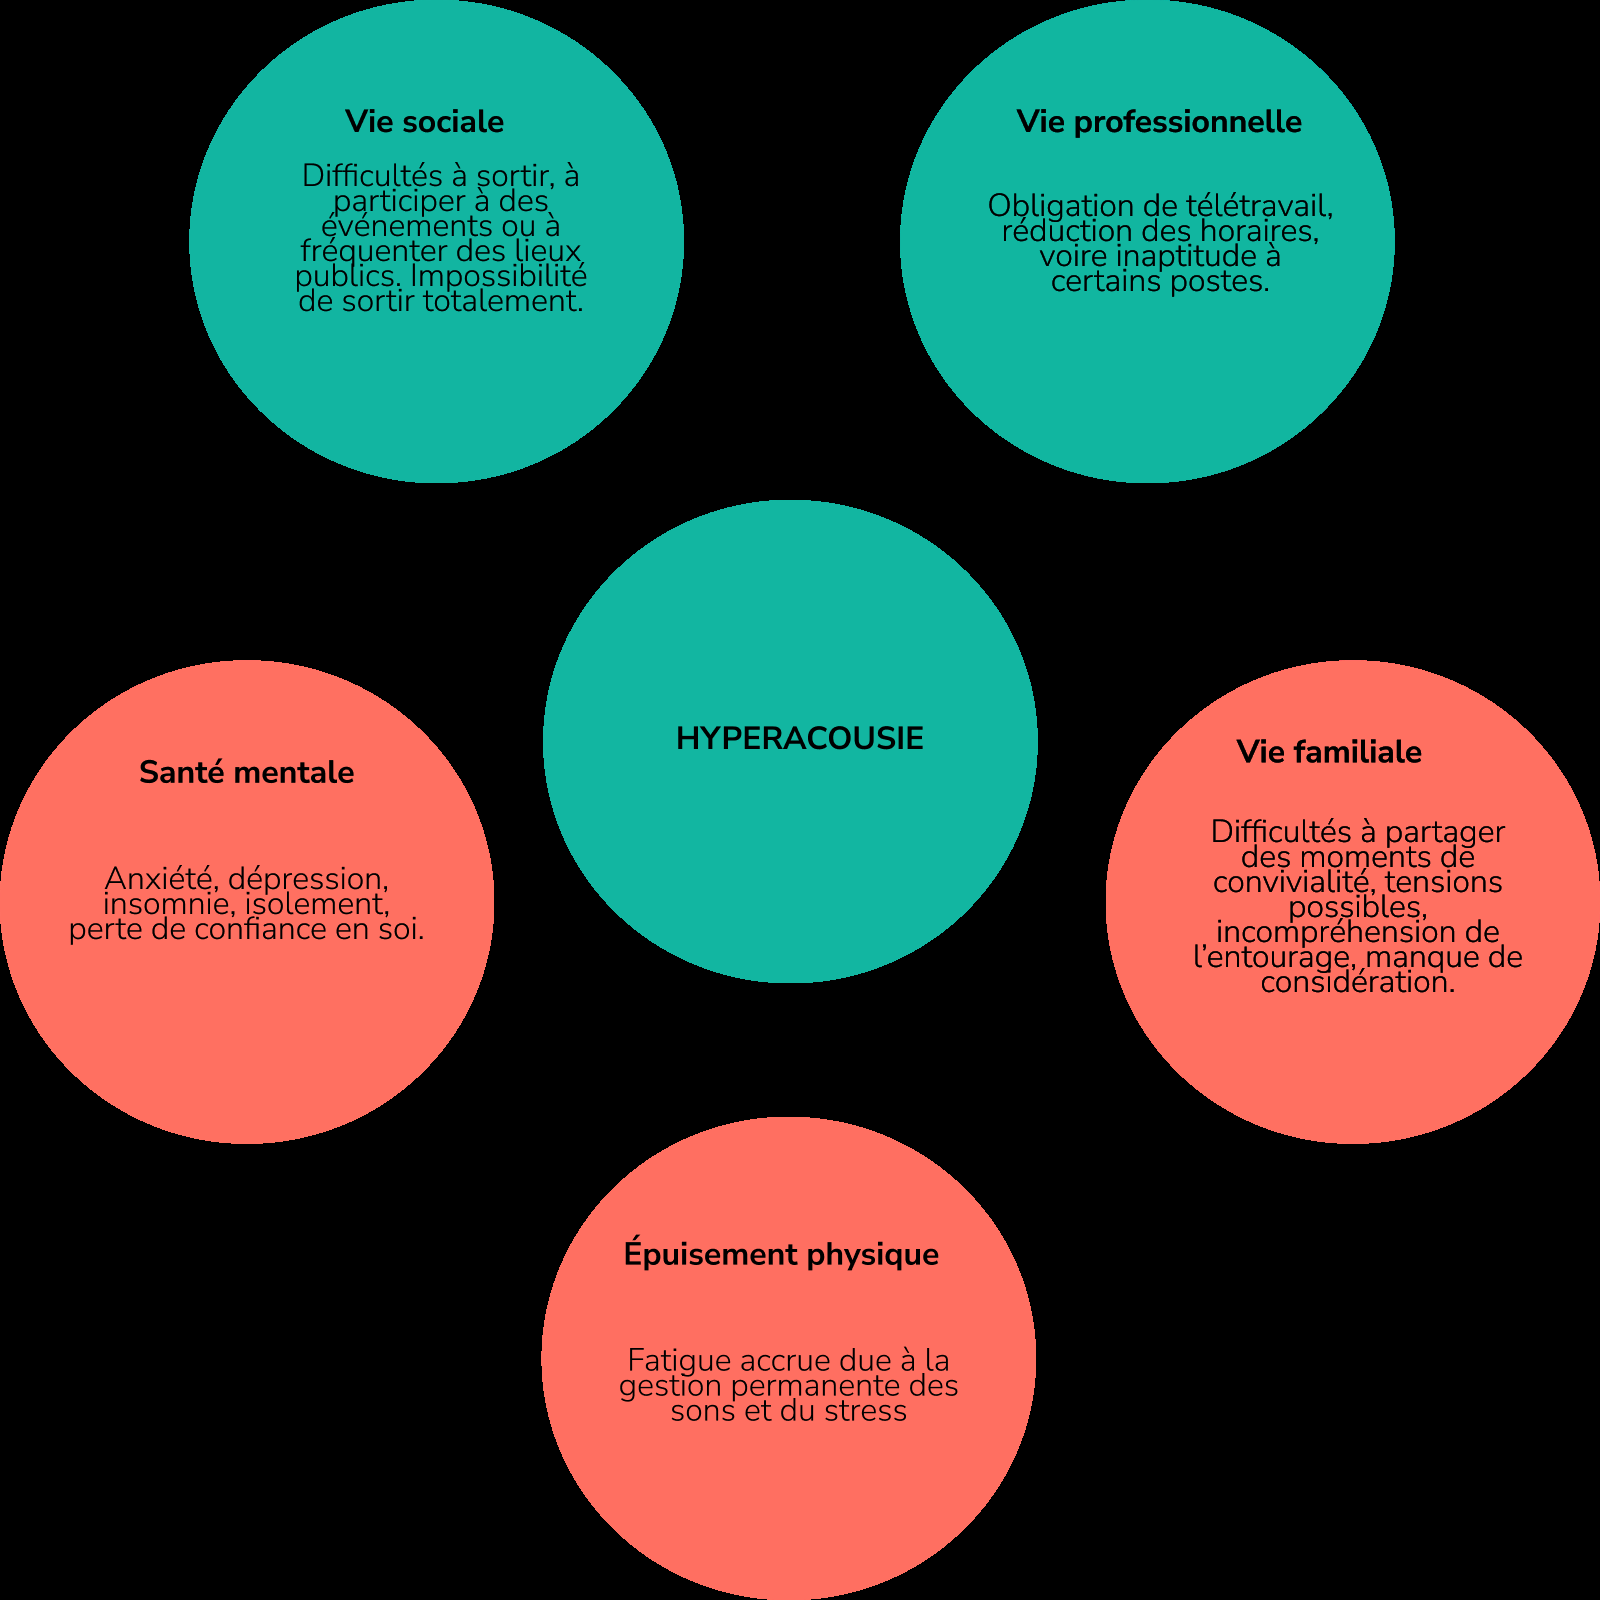 Vie sociale
Difficultés à sortir, à
participer à des
événements ou à
fréquenter des lieux
publics. Impossibilité
de sortir totalement.
Vie professionnelle
Obligation de télétravail,
réduction des horaires,
voire inaptitude à
certains postes.
HYPERACOUSIE
Santé mentale
Anxiété, dépression,
insomnie, isolement,
perte de confiance en soi.
Vie familiale
Difficultés à partager
des moments de
convivialité, tensions
possibles,
incompréhension de
l’entourage, manque de
considération.
Épuisement physique
Fatigue accrue due à la
gestion permanente des
sons et du stress